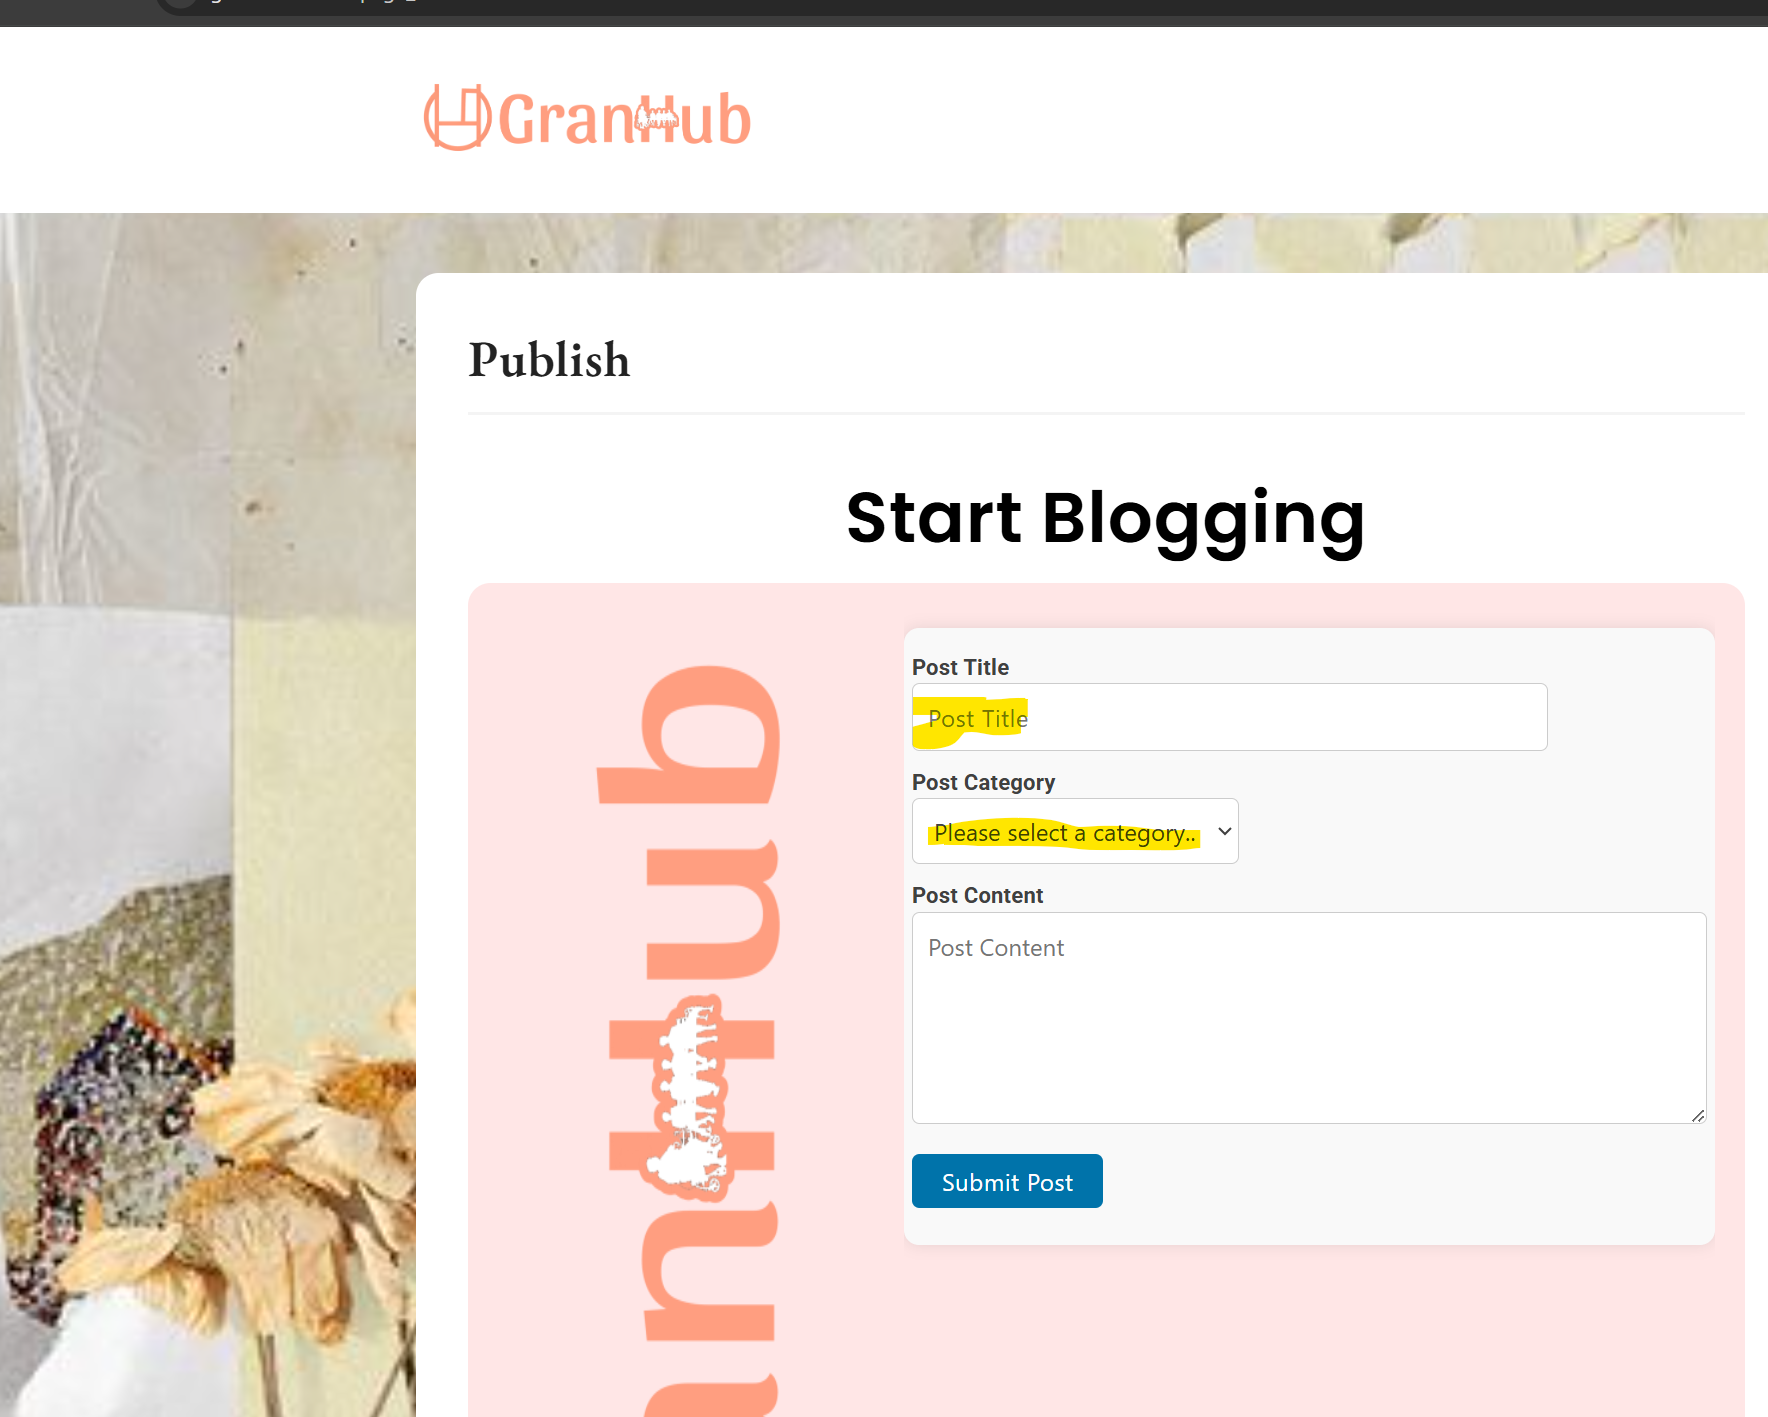 GranHub
Publish
Start Blogging
Post Title
Post Title
Post Category
Please select a category..
Post Content
Post Content
Submit Post